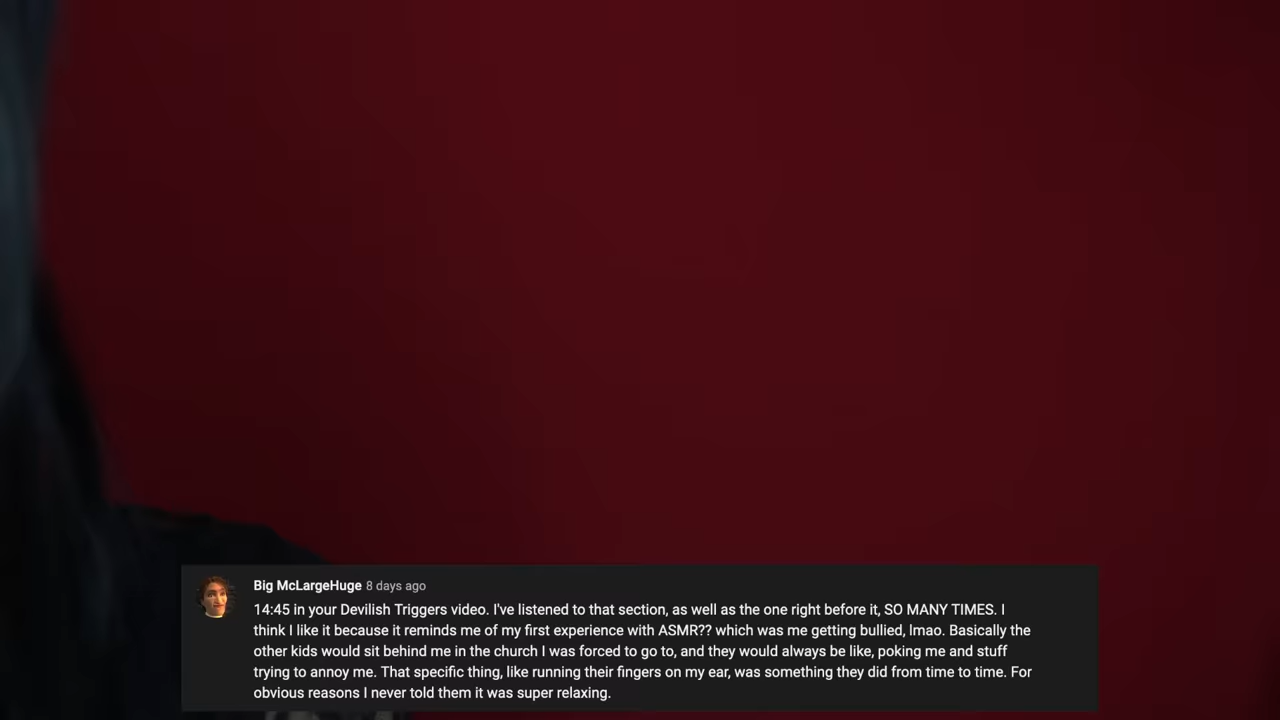 Big McLargeHuge 8 days ago
14:45 in your Devilish Triggers video. I've listened to that section, as well as the one right before it, SO MANY TIMES. I
think I like it because it reminds me of my first experience with ASMR?? which was me getting bullied, lmao. Basically the
other kids would sit behind me in the church I was forced to go to, and they would always be like, poking me and stuff
trying to annoy me. That specific thing, like running their fingers on my ear, was something they did from time to time. For
obvious reasons I never told them it was super relaxing.